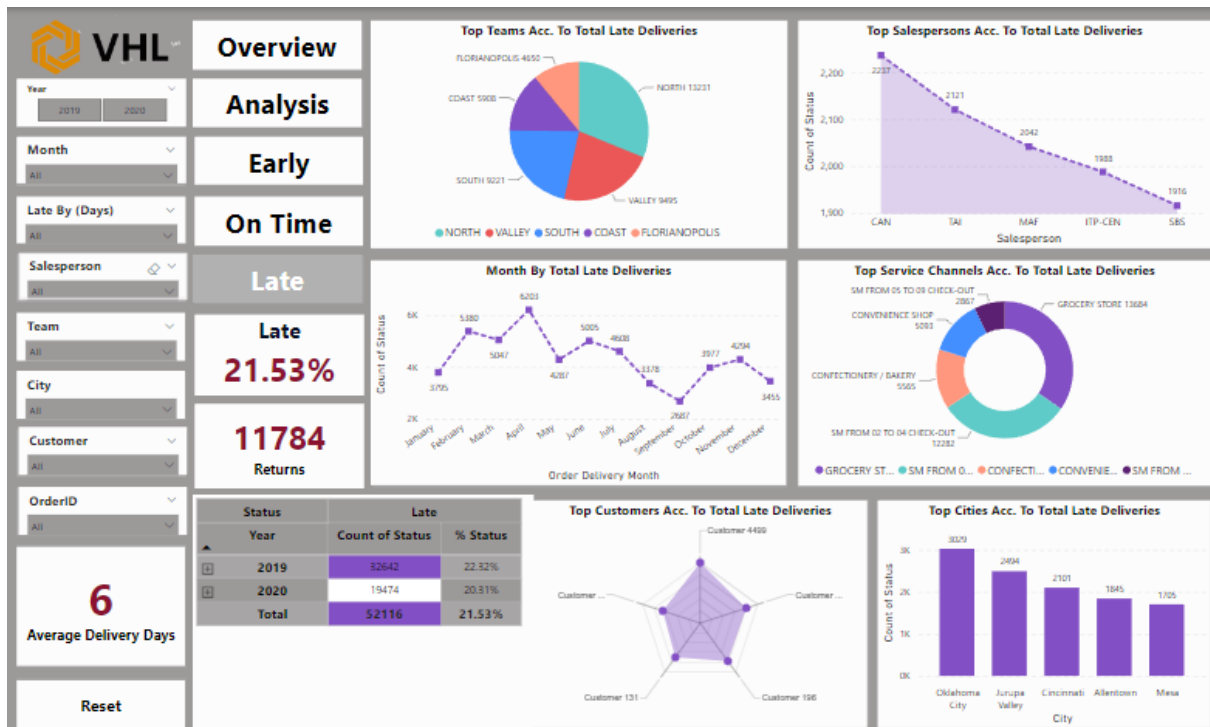 VHL
Year
2019 2020
Month
All
Late By (Days)
All
Salesperson
All
Team
All
City
All
Customer
All
OrderID
All
6
Average Delivery Days
Reset
Overview
Analysis
Early
On Time
Late
Late
21.53%
11784
Returns
Top Teams Acc. To Total Late Deliveries
FLORIANOPOLIS 4650
NORTH 13231
COAST 5908
SOUTH 9221
VALLEY 9495
NORTH VALLEY SOUTH COAST FLORIANOPOLIS
Top Salespersons Acc. To Total Late Deliveries
Count of Status
2,200
2,100
2,000
1,900
2237
2121
2042
1988
1916
CAN TAI MAF ITP-CEN SBS
Salesperson
Month By Total Late Deliveries
Count of Status
6K
4K
2K
3795
5380
5047
6203
4287
5005
4608
3378
2687
3977
4294
3455
January February March April May June July August September October November December
Order Delivery Month
Top Service Channels Acc. To Total Late Deliveries
SM FROM 05 TO 09 CHECK-OUT
2867
GROCERY STORE 13684
CONVENIENCE SHOP
5093
CONFECTIONERY / BAKERY
5565
SM FROM 02 TO 04 CHECK-OUT
12282
GROCERY ST... SM FROM 0... CONFECTI... CONVENIE... SM FROM ...
Status Late
Year Count of Status % Status
2019 32642 22.32%
2020 19474 20.31%
Total 52116 21.53%
Top Customers Acc. To Total Late Deliveries
Customer 4499
Customer ...
Customer ...
Customer 131
Customer 196
Top Cities Acc. To Total Late Deliveries
Count of Status
3K
2K
1K
0K
3029
2494
2101
1845
1705
Oklahoma City
Jurupa Valley
Cincinnati
Allentown
Mesa
City